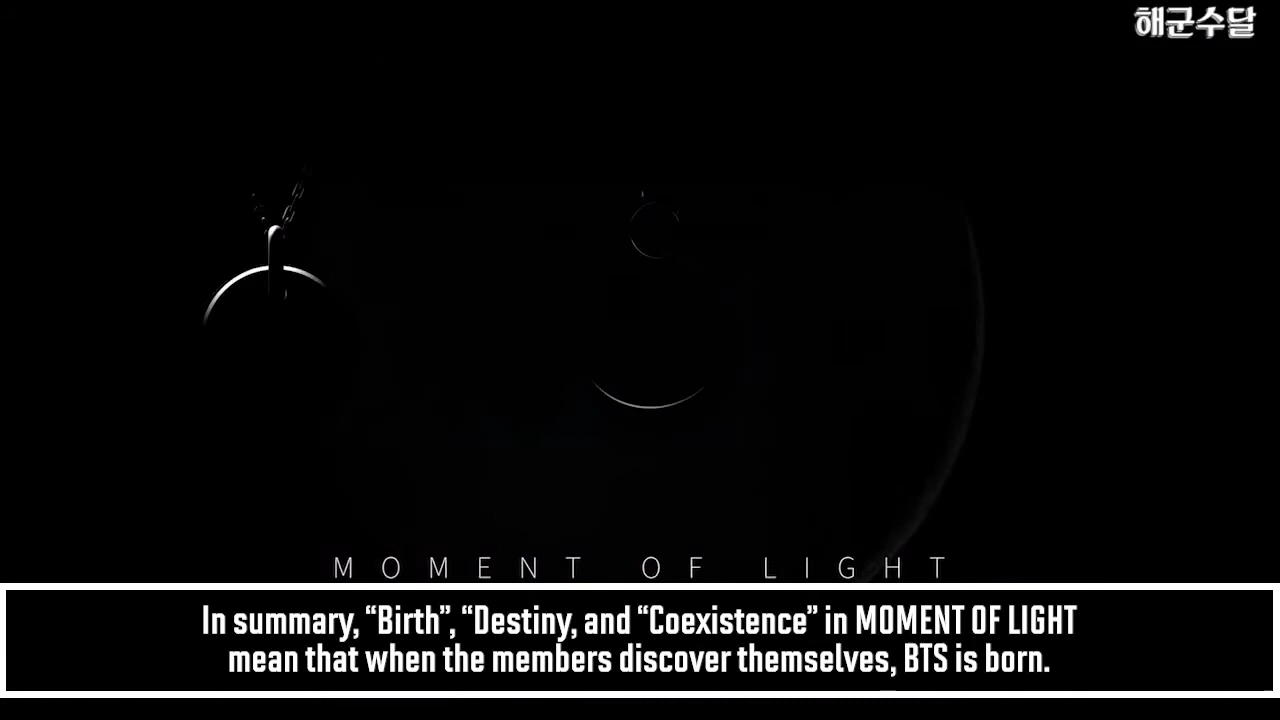 해군수달
MOMENT OF LIGHT
In summary, “Birth”, “Destiny, and “Coexistence” in MOMENT OF LIGHT
mean that when the members discover themselves, BTS is born.